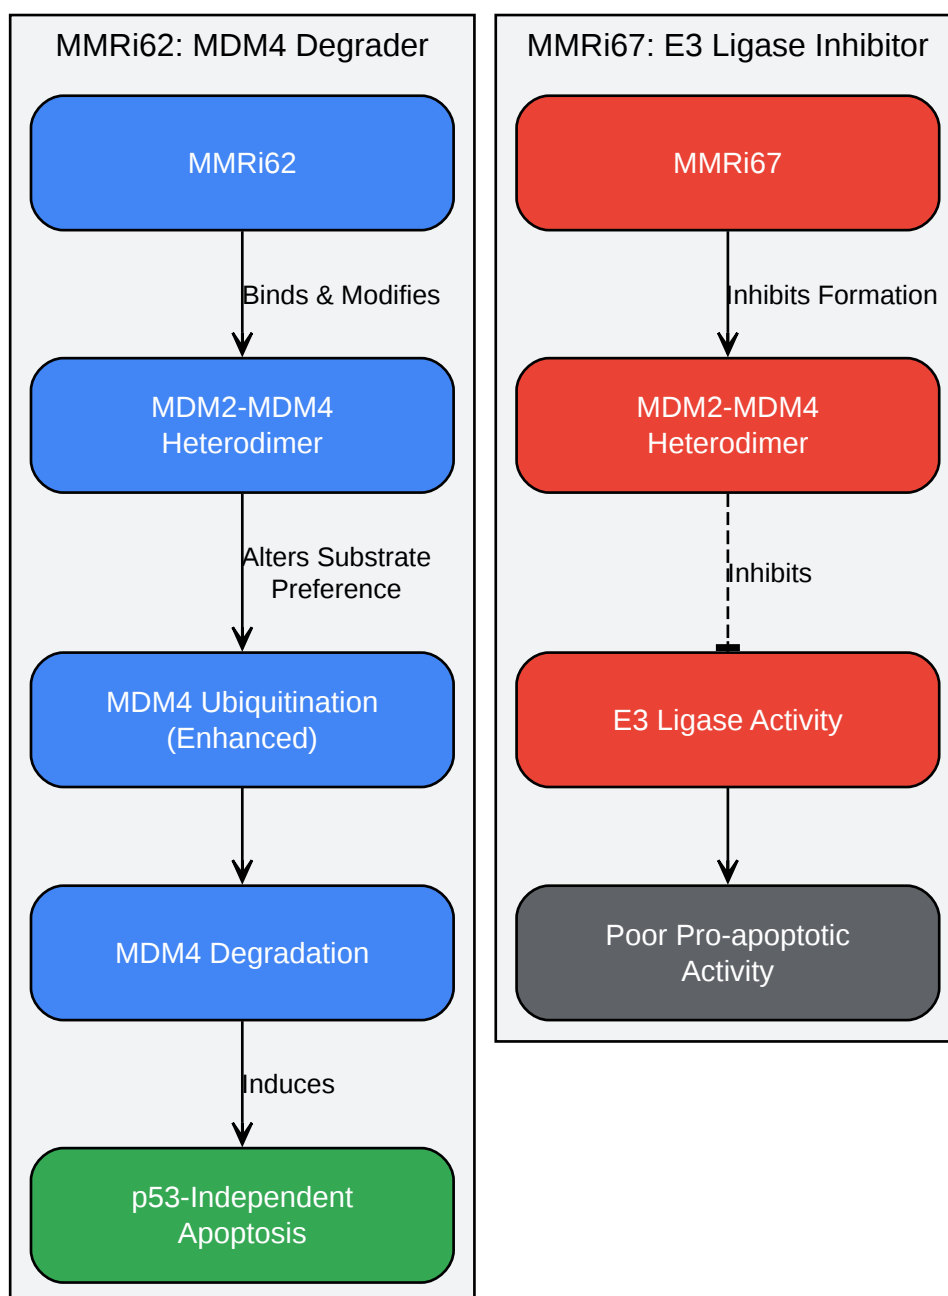 MMRi62: MDM4 Degrader
MMRi62
Binds & Modifies
MDM2-MDM4
Heterodimer
Alters Substrate
Preference
MDM4 Ubiquitination
(Enhanced)
MDM4 Degradation
Induces
p53-Independent
Apoptosis
MMRi67: E3 Ligase Inhibitor
MMRi67
Inhibits Formation
MDM2-MDM4
Heterodimer
Inhibits
E3 Ligase Activity
Poor Pro-apoptotic
Activity